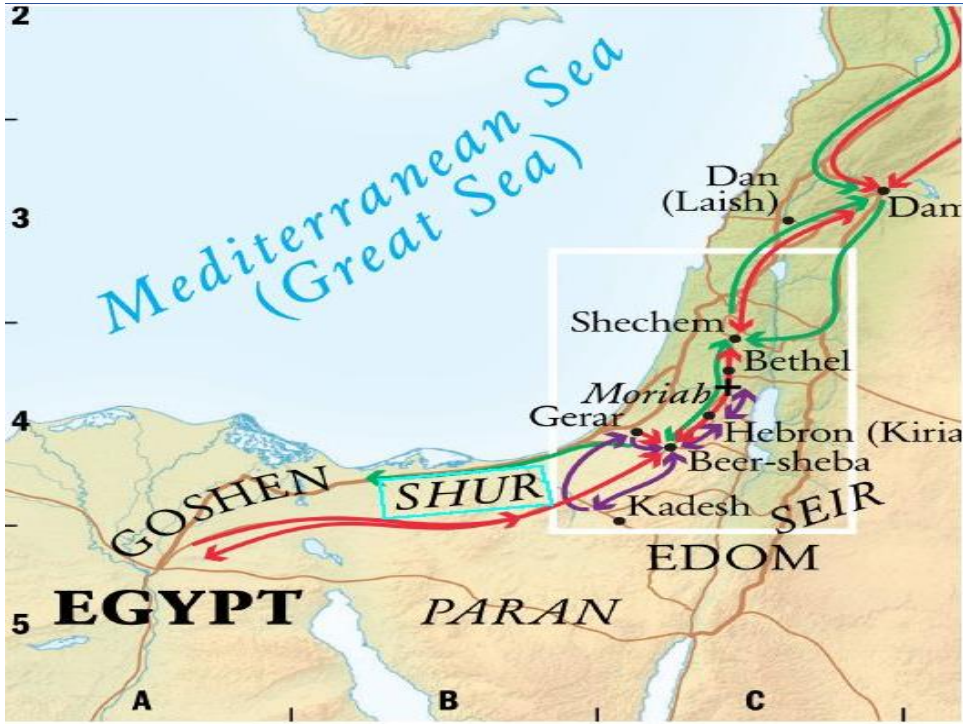 2
Mediterranean Sea
(Great Sea)
Dan
(Laish)
3
Dam
Shechem
Bethel
Moriah
4
Gerar
Hebron (Kiria
Beer-sheba
GOSHEN
SHUR
Kadesh
SEIR
EDOM
EGYPT
PARAN
5
A
B
C